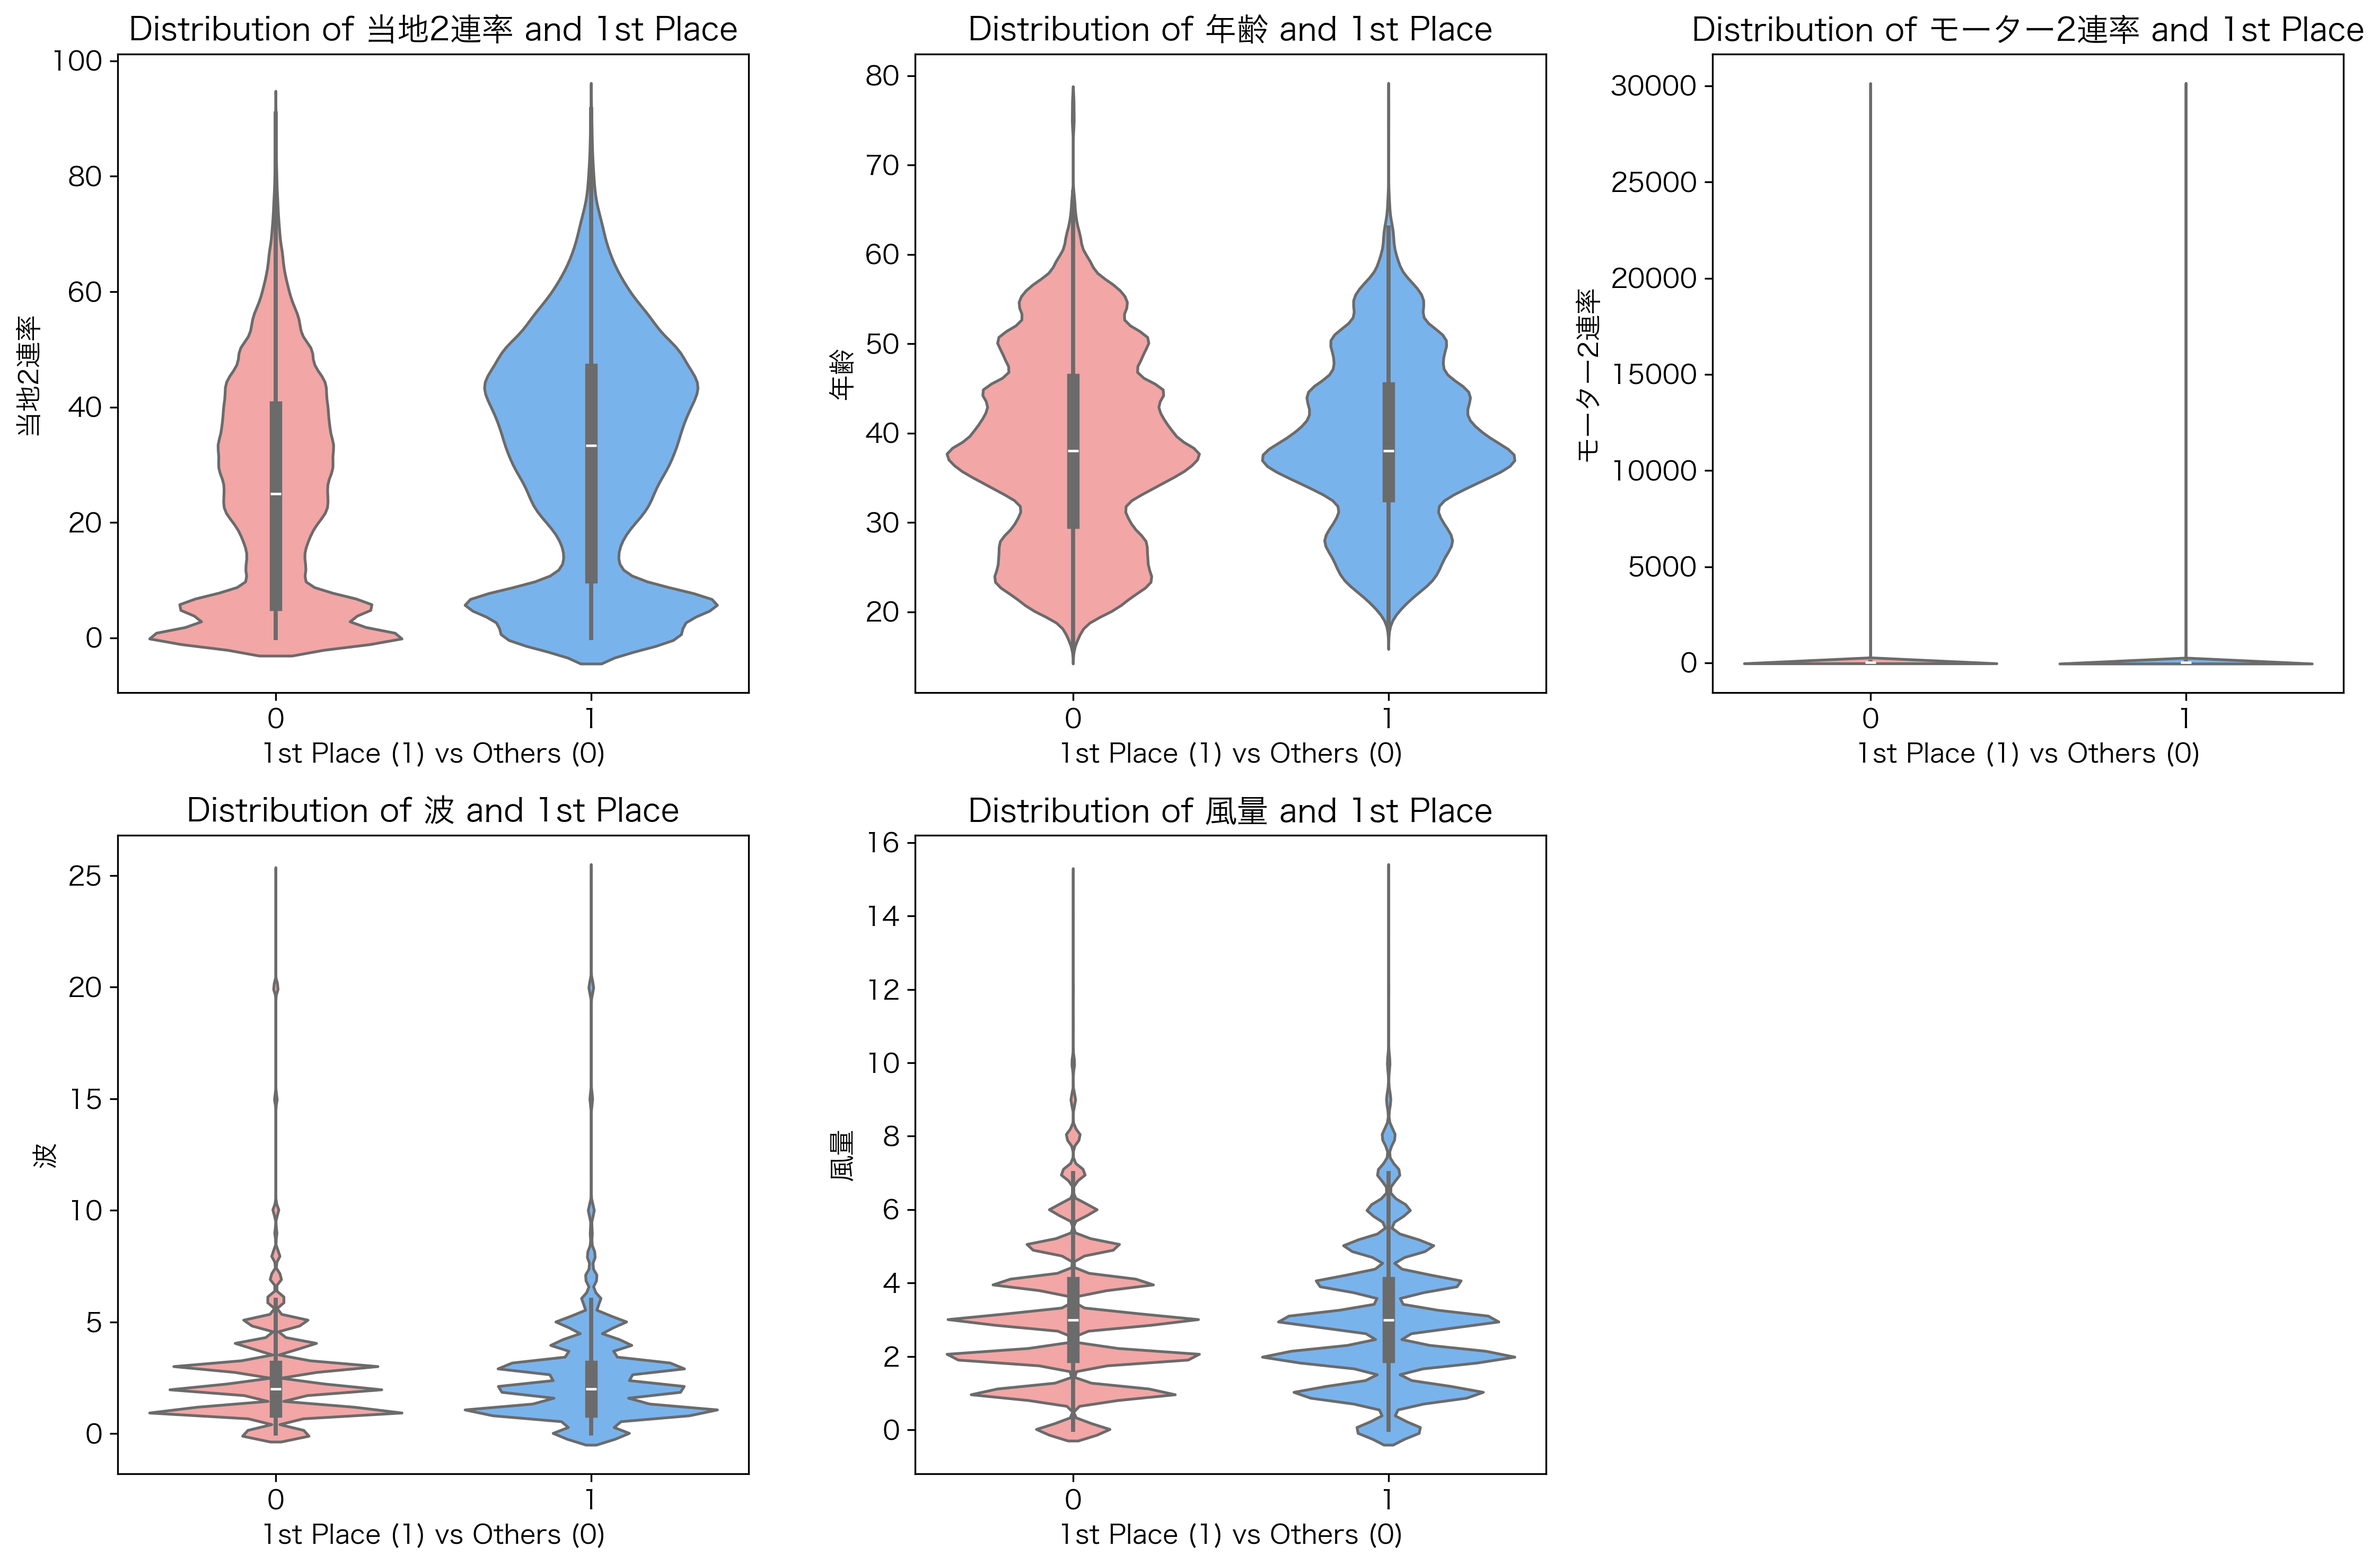 Distribution of 当地2連率 and 1st Place
100
80
60
40
20
0
当地2連率
0 1
1st Place (1) vs Others (0)
Distribution of 年齢 and 1st Place
80
70
60
50
40
30
20
年齢
0 1
1st Place (1) vs Others (0)
Distribution of モーター2連率 and 1st Place
30000
25000
20000
15000
10000
5000
0
モーター2連率
0 1
1st Place (1) vs Others (0)
Distribution of 波 and 1st Place
25
20
15
10
5
0
波
0 1
1st Place (1) vs Others (0)
Distribution of 風量 and 1st Place
16
14
12
10
8
6
4
2
0
風量
0 1
1st Place (1) vs Others (0)